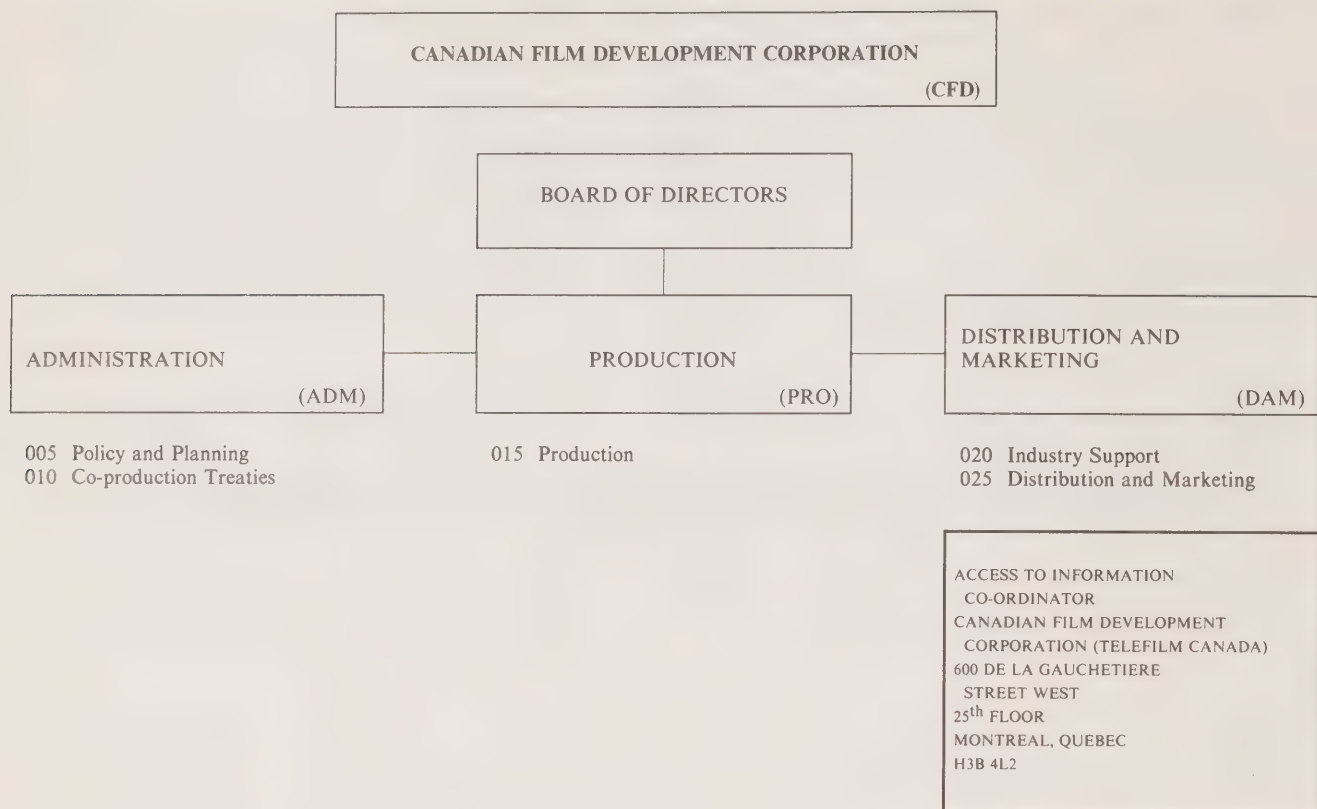 CANADIAN FILM DEVELOPMENT CORPORATION
(CFD)
BOARD OF DIRECTORS
ADMINISTRATION
(ADM)
PRODUCTION
(PRO)
DISTRIBUTION AND
MARKETING
(DAM)
005 Policy and Planning
010 Co-production Treaties
015 Production
020 Industry Support
025 Distribution and Marketing
ACCESS TO INFORMATION
CO-ORDINATOR
CANADIAN FILM DEVELOPMENT
CORPORATION (TELEFILM CANADA)
600 DE LA GAUCHETIERE
STREET WEST
25th FLOOR
MONTREAL, QUEBEC
H3B 4L2